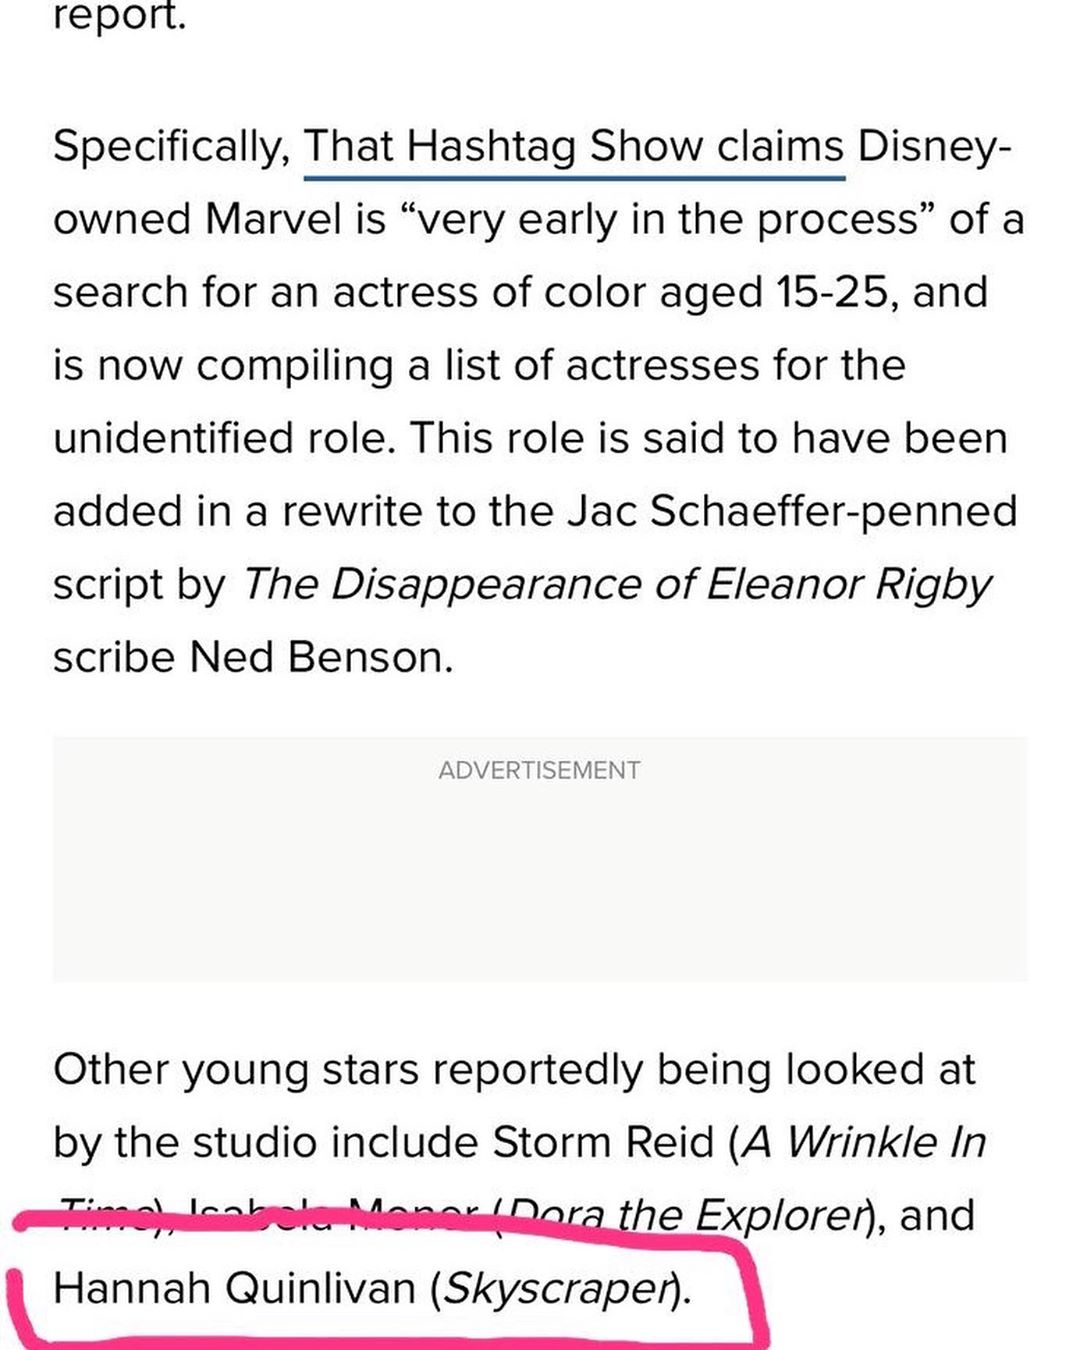 report.
Specifically, That Hashtag Show claims Disney-
owned Marvel is “very early in the process” of a
search for an actress of color aged 15-25, and
is now compiling a list of actresses for the
unidentified role. This role is said to have been
added in a rewrite to the Jac Schaeffer-penned
script by The Disappearance of Eleanor Rigby
scribe Ned Benson.
ADVERTISEMENT
Other young stars reportedly being looked at
by the studio include Storm Reid (A Wrinkle In
Time), Isabela Moner (Dora the Explorer), and
Hannah Quinlivan (Skyscraper).